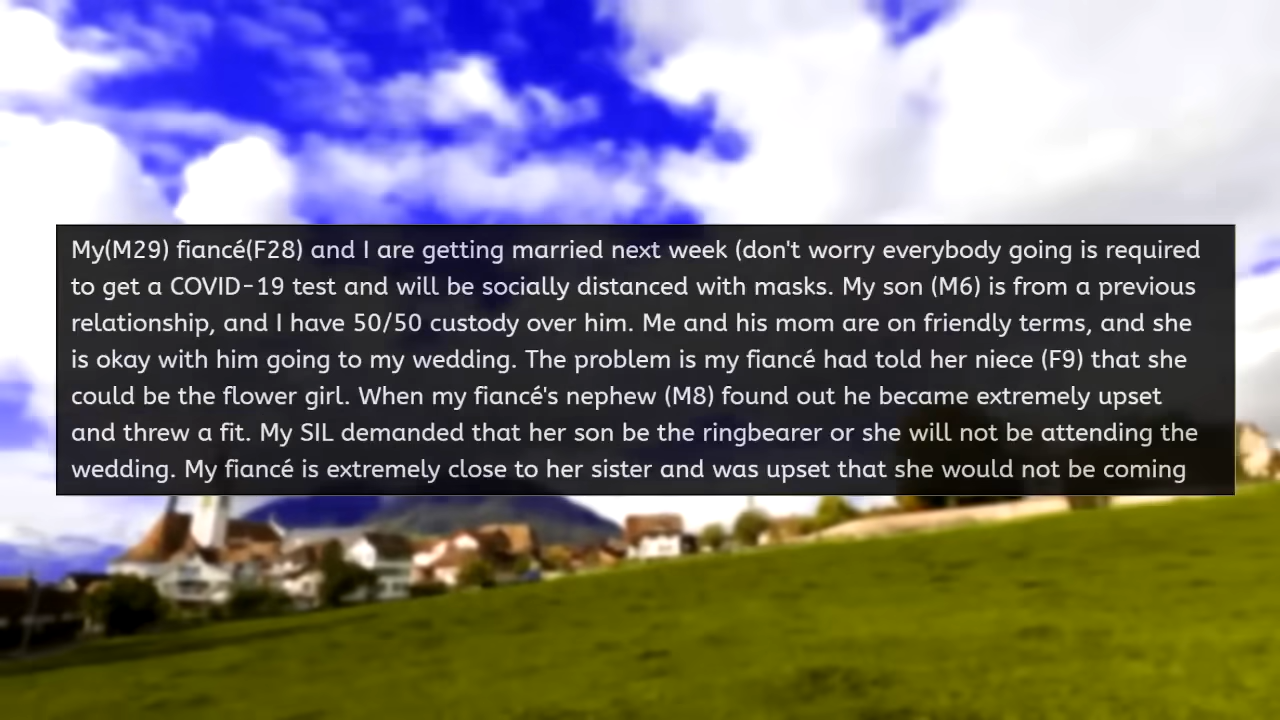 My(M29) fiancé(F28) and I are getting married next week (don't worry everybody going is required
to get a COVID-19 test and will be socially distanced with masks. My son (M6) is from a previous
relationship, and I have 50/50 custody over him. Me and his mom are on friendly terms, and she
is okay with him going to my wedding. The problem is my fiancé had told her niece (F9) that she
could be the flower girl. When my fiancé's nephew (M8) found out he became extremely upset
and threw a fit. My SIL demanded that her son be the ringbearer or she will not be attending the
wedding. My fiancé is extremely close to her sister and was upset that she would not be coming